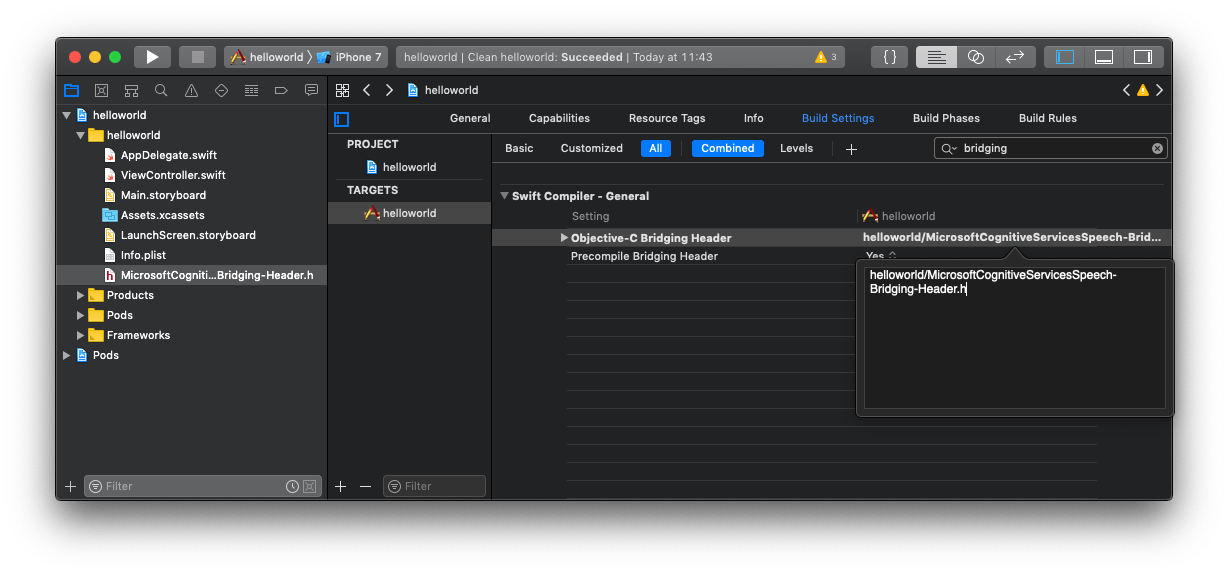 helloworld 〉 iPhone 7
helloworld | Clean helloworld: Succeeded | Today at 11:43
3
{ }
helloworld
General
Capabilities
Resource Tags
Info
Build Settings
Build Phases
Build Rules
Basic
Customized
All
Combined
Levels
+
bridging
helloworld
helloworld
AppDelegate.swift
ViewController.swift
Main.storyboard
Assets.xcassets
LaunchScreen.storyboard
Info.plist
MicrosoftCogniti…Bridging-Header.h
Products
Pods
Frameworks
Pods
PROJECT
helloworld
TARGETS
helloworld
Swift Compiler - General
Setting
helloworld
Objective-C Bridging Header
helloworld/MicrosoftCognitiveServicesSpeech-Brid...
Precompile Bridging Header
Yes
helloworld/MicrosoftCognitiveServicesSpeech-
Bridging-Header.h
Filter
Filter